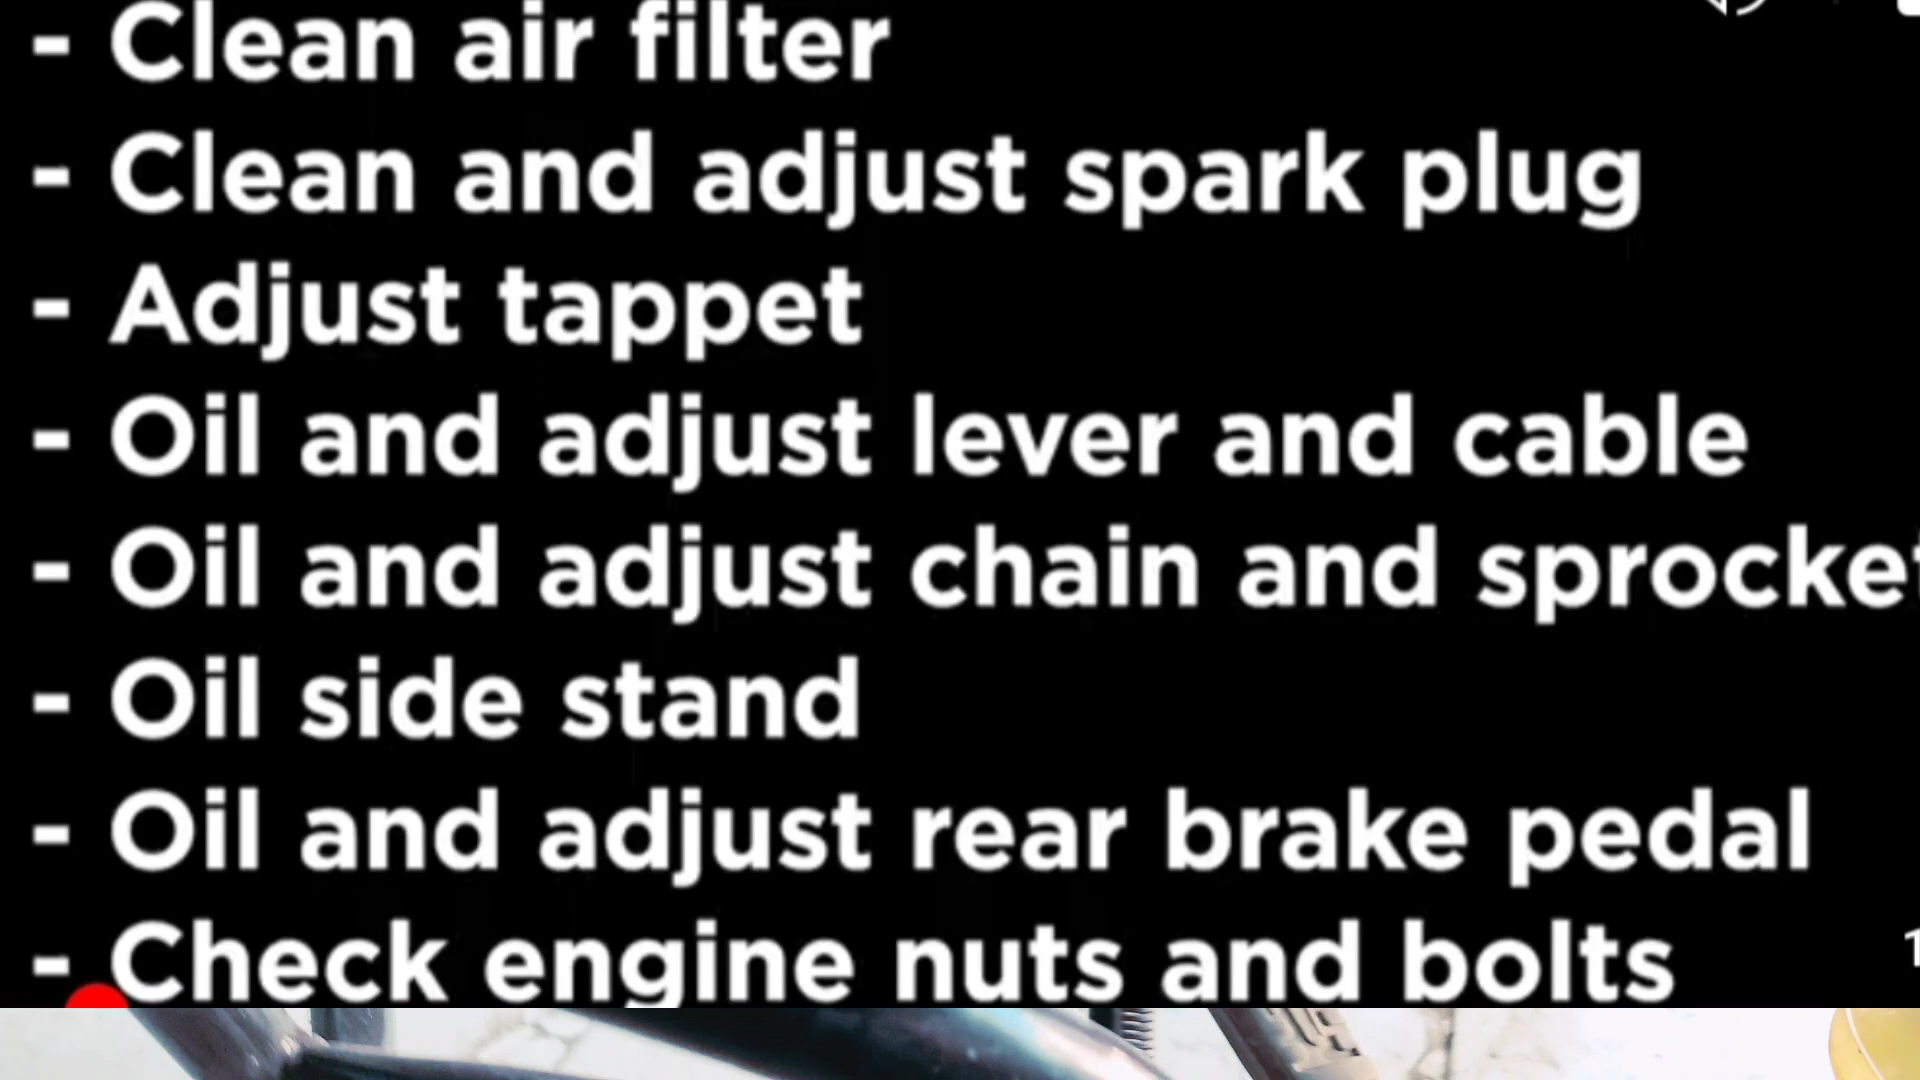 - Clean air filter
- Clean and adjust spark plug
- Adjust tappet
- Oil and adjust lever and cable
- Oil and adjust chain and sprocket
- Oil side stand
- Oil and adjust rear brake pedal
- Check engine nuts and bolts